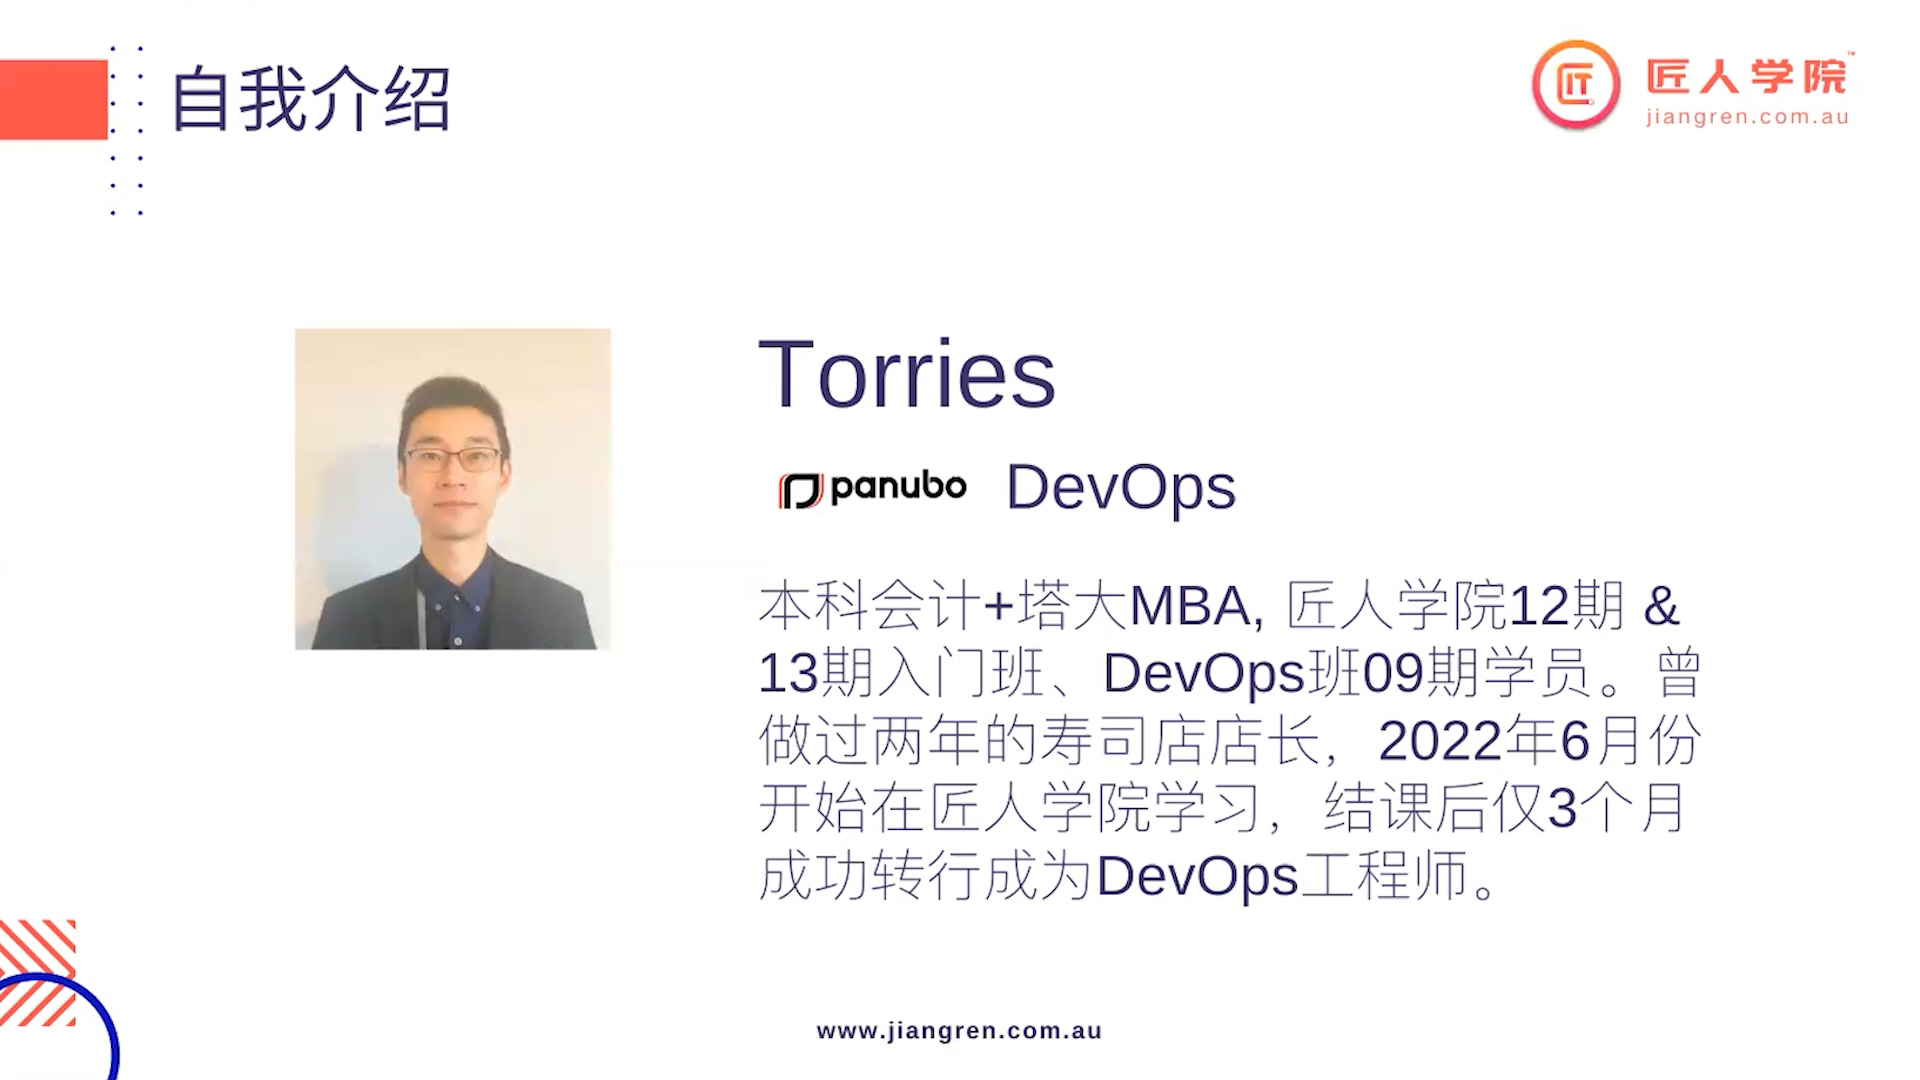 自我介绍
IT
匠人学院™
jiangren.com.au
Torries
panubo DevOps
本科会计+塔大MBA, 匠人学院12期 &
13期入门班、DevOps班09期学员。曾
做过两年的寿司店店长，2022年6月份
开始在匠人学院学习，结课后仅3个月
成功转行成为DevOps工程师。
www.jiangren.com.au